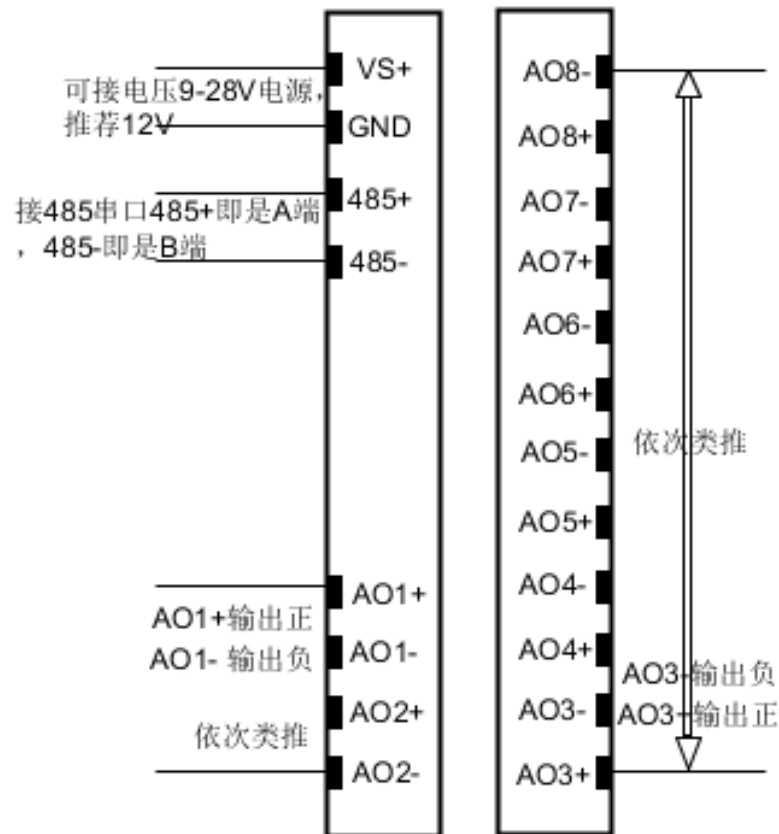 VS+
可接电压9-28V电源，
推荐12V
GND
485+
接485串口485+即是A端
，485-即是B端
485-
AO1+
AO1+输出正
AO1- 输出负
AO1-
AO2+
依次类推
AO2-
AO8-
AO8+
AO7-
AO7+
AO6-
AO6+
依次类推
AO5-
AO5+
AO4-
AO4+
AO3-输出负
AO3-
AO3+输出正
AO3+